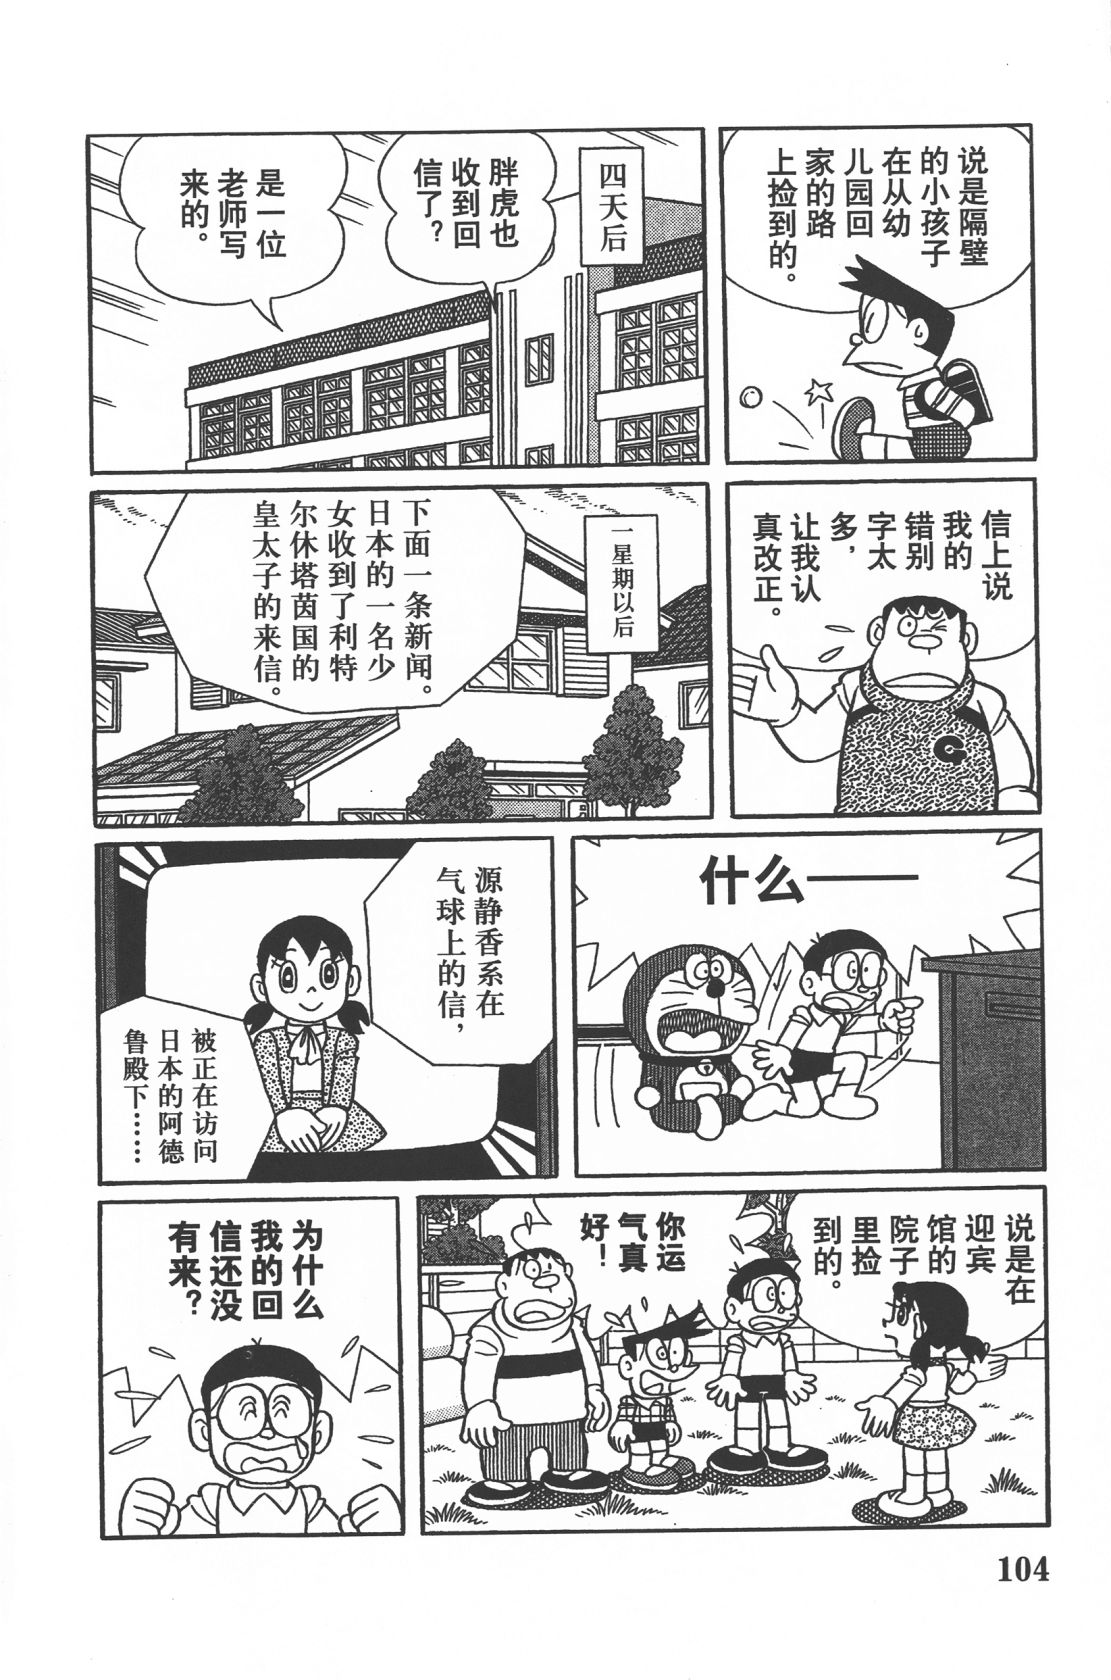 说是隔壁
的小孩子
在从幼
儿园回
家的路
上捡到的。
四天后
胖虎也
收到回
信了？
是一位
老师写
来的。
信上说
我的
错别
字太
多，
让我认
真改正。
一星期以后
下面一条新闻。
日本的一名少
女收到了利特
尔休塔茵国的
皇太子的来信。
什么——
源静香系在
气球上的信，
被正在访问
日本的阿德
鲁殿下……
说是在
迎宾
馆的
院子
里捡
到的。
你运
气真
好！
为什么
我的回
信还没
有来？
104